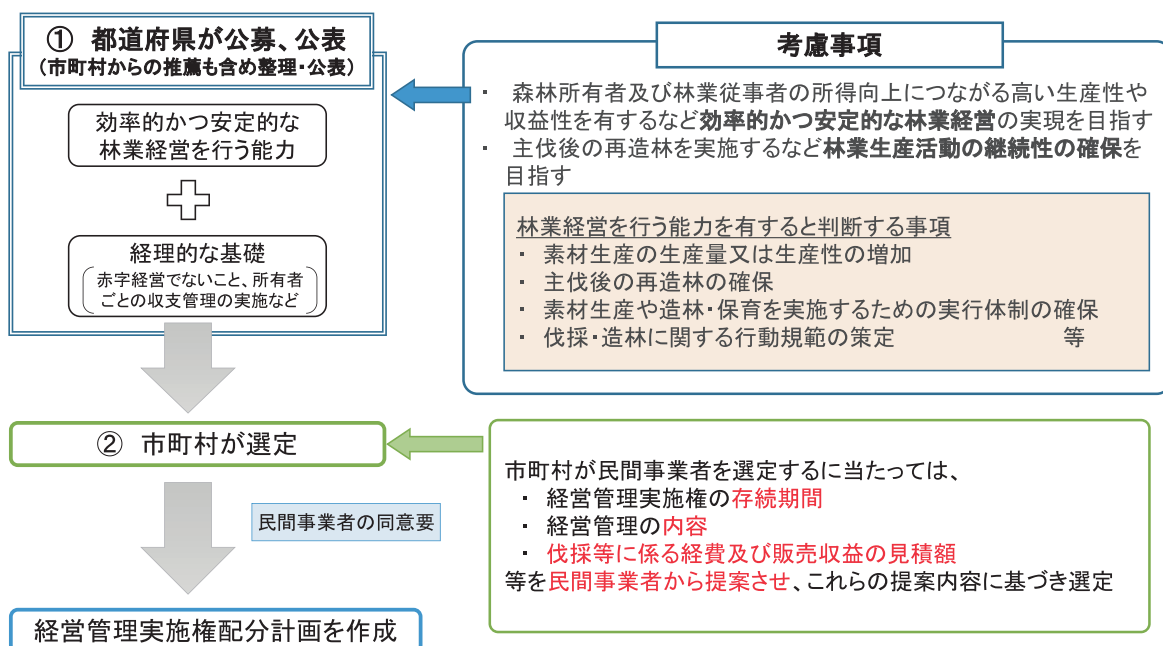 ① 都道府県が公募、公表
(市町村からの推薦も含め整理・公表)
効率的かつ安定的な
林業経営を行う能力
経理的な基礎
赤字経営でないこと、所有者
ごとの収支管理の実施など
考慮事項
・ 森林所有者及び林業従事者の所得向上につながる高い生産性や
収益性を有するなど効率的かつ安定的な林業経営の実現を目指す
・ 主伐後の再造林を実施するなど林業生産活動の継続性の確保を
目指す
林業経営を行う能力を有すると判断する事項
・ 素材生産の生産量又は生産性の増加
・ 主伐後の再造林の確保
・ 素材生産や造林・保育を実施するための実行体制の確保
・ 伐採・造林に関する行動規範の策定 等
② 市町村が選定
市町村が民間事業者を選定するに当たっては、
・ 経営管理実施権の存続期間
・ 経営管理の内容
・ 伐採等に係る経費及び販売収益の見積額
等を民間事業者から提案させ、これらの提案内容に基づき選定
民間事業者の同意要
経営管理実施権配分計画を作成